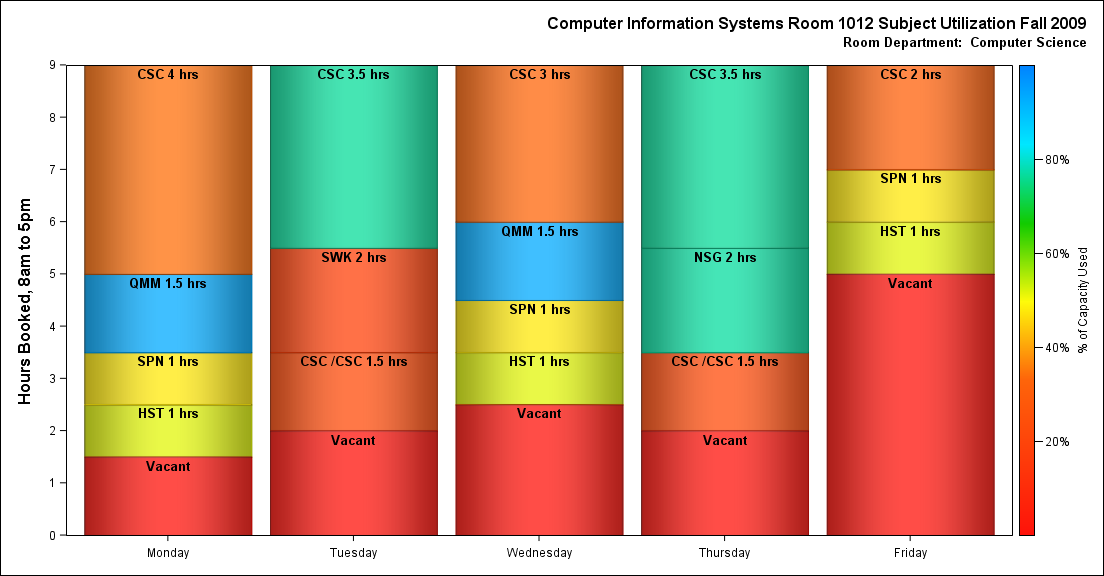 Computer Information Systems Room 1012 Subject Utilization Fall 2009
Room Department:  Computer Science
Hours Booked, 8am to 5pm
9
8
7
6
5
4
3
2
1
0
CSC 4 hrs
QMM 1.5 hrs
SPN 1 hrs
HST 1 hrs
Vacant
Monday
CSC 3.5 hrs
SWK 2 hrs
CSC /CSC 1.5 hrs
Vacant
Tuesday
CSC 3 hrs
QMM 1.5 hrs
SPN 1 hrs
HST 1 hrs
Vacant
Wednesday
CSC 3.5 hrs
NSG 2 hrs
CSC /CSC 1.5 hrs
Vacant
Thursday
CSC 2 hrs
SPN 1 hrs
HST 1 hrs
Vacant
Friday
80%
60%
40%
20%
% of Capacity Used